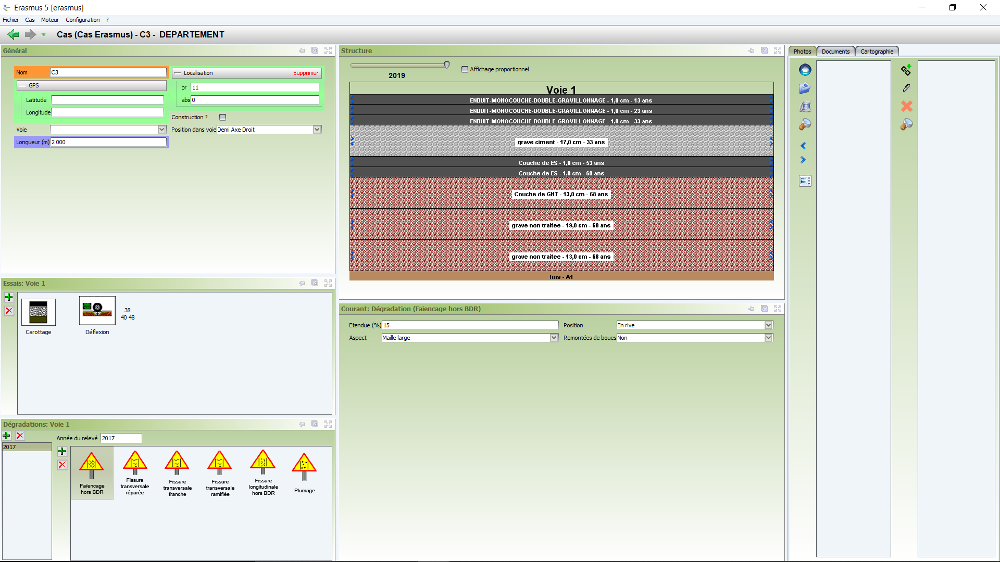 Erasmus 5 [erasmus]
Fichier Cas Moteur Configuration ?
Cas (Cas Erasmus) - C3 - DEPARTEMENT
Général
Nom C3
GPS
Latitude
Longitude
Voie
Longueur (m) 2 000
Localisation Supprimer
pr 11
abs 0
Construction ?
Position dans voie Demi Axe Droit
Essais: Voie 1
Carottage
Déflexion
38
40 48
Dégradations: Voie 1
Année du relevé 2017
2017
Faïencage
hors BDR
Fissure
transversale
réparée
Fissure
transversale
franche
Fissure
transversale
ramifiée
Fissure
longitudinale
hors BDR
Plumage
Structure
2019
Affichage proportionnel
Voie 1
ENDUIT-MONOCOUCHE-DOUBLE-GRAVILLONNAGE - 1,0 cm - 13 ans
ENDUIT-MONOCOUCHE-DOUBLE-GRAVILLONNAGE - 1,0 cm - 23 ans
ENDUIT-MONOCOUCHE-DOUBLE-GRAVILLONNAGE - 1,0 cm - 33 ans
grave ciment - 17,0 cm - 33 ans
Couche de ES - 1,0 cm - 53 ans
Couche de ES - 1,0 cm - 68 ans
Couche de GNT - 13,0 cm - 68 ans
grave non traitee - 19,0 cm - 68 ans
grave non traitee - 13,0 cm - 68 ans
fins - A1
Courant: Dégradation (Faiencage hors BDR)
Etendue (%) 15
Position En rive
Aspect Maille large
Remontées de boues Non
Photos Documents Cartographie